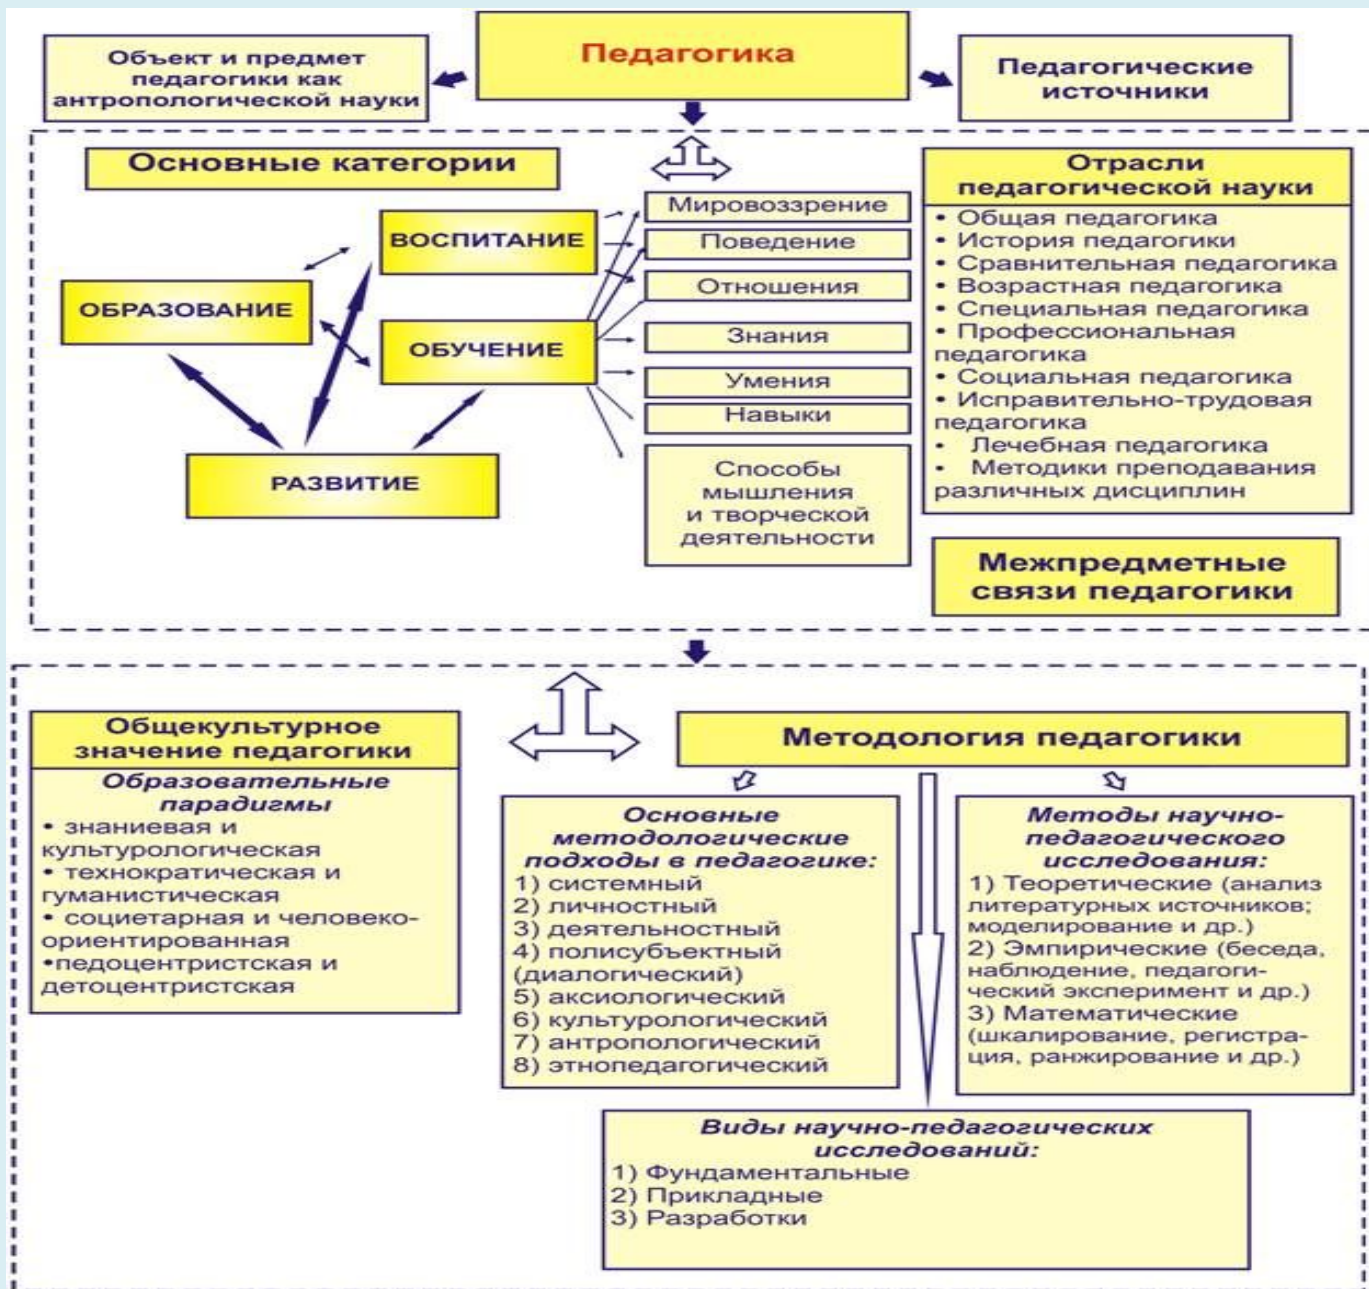 Педагогика
Объект и предмет
педагогики как
антропологической науки
Педагогические
источники
Основные категории
ОБРАЗОВАНИЕ
ВОСПИТАНИЕ
ОБУЧЕНИЕ
РАЗВИТИЕ
Мировоззрение
Поведение
Отношения
Знания
Умения
Навыки
Способы
мышления
и творческой
деятельности
Отрасли
педагогической науки
• Общая педагогика
• История педагогики
• Сравнительная педагогика
• Возрастная педагогика
• Специальная педагогика
• Профессиональная
педагогика
• Социальная педагогика
• Исправительно-трудовая
педагогика
• Лечебная педагогика
• Методики преподавания
различных дисциплин
Межпредметные
связи педагогики
Общекультурное
значение педагогики
Образовательные
парадигмы
• знаниевая и
культурологическая
• технократическая и
гуманистическая
• социетарная и человеко-
ориентированная
•педоцентристская и
детоцентристская
Методология педагогики
Основные
методологические
подходы в педагогике:
1) системный
2) личностный
3) деятельностный
4) полисубъектный
(диалогический)
5) аксиологический
6) культурологический
7) антропологический
8) этнопедагогический
Методы научно-
педагогического
исследования:
1) Теоретические (анализ
литературных источников;
моделирование и др.)
2) Эмпирические (беседа,
наблюдение, педагоги-
ческий эксперимент и др.)
3) Математические
(шкалирование, регистра-
ция, ранжирование и др.)
Виды научно-педагогических
исследований:
1) Фундаментальные
2) Прикладные
3) Разработки